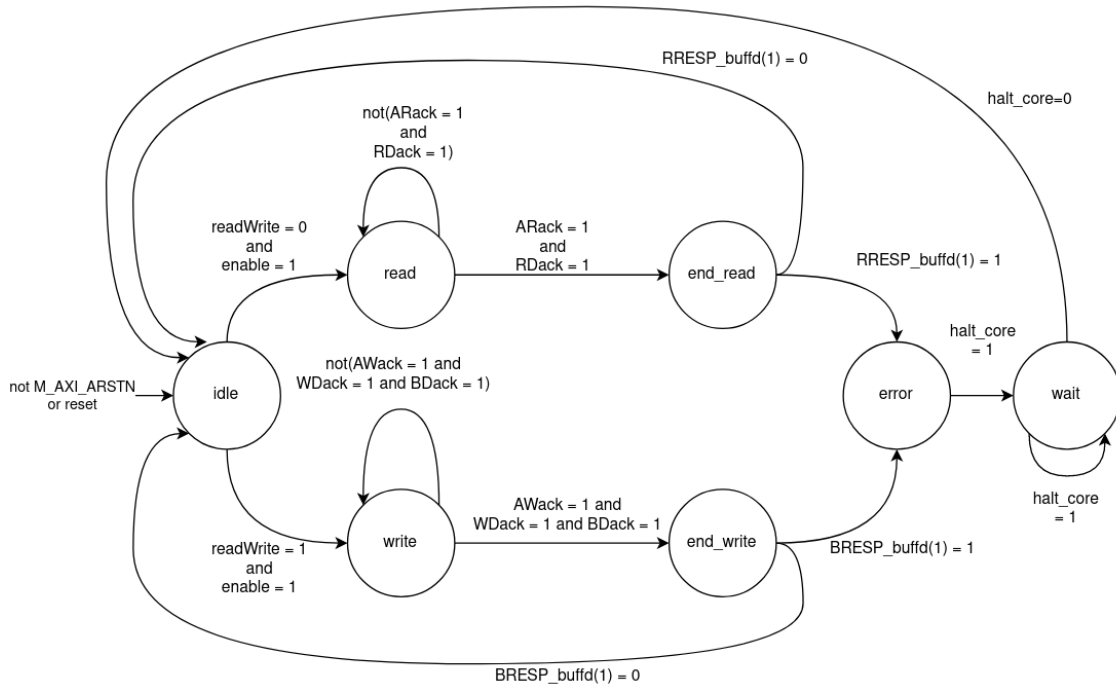 RRESP_buffd(1) = 0
halt_core=0
not(ARack = 1
and
RDack = 1)
readWrite = 0
and
enable = 1
ARack = 1
and
RDack = 1
read
end_read
RRESP_buffd(1) = 1
halt_core
= 1
not(AWack = 1 and
WDack = 1 and BDack = 1)
not M_AXI_ARSTN
or reset
idle
error
wait
halt_core
= 1
AWack = 1 and
WDack = 1 and BDack = 1
readWrite = 1
and
enable = 1
write
end_write
BRESP_buffd(1) = 1
BRESP_buffd(1) = 0